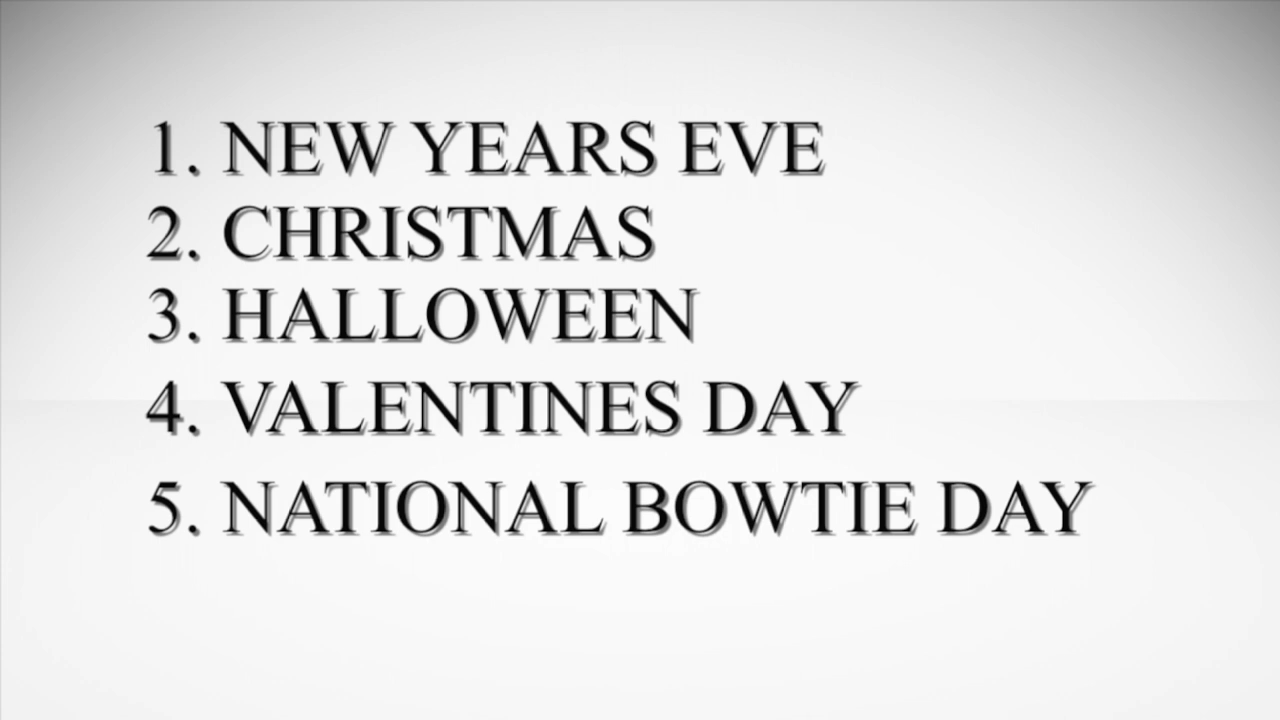 1. NEW YEARS EVE
2. CHRISTMAS
3. HALLOWEEN
4. VALENTINES DAY
5. NATIONAL BOWTIE DAY